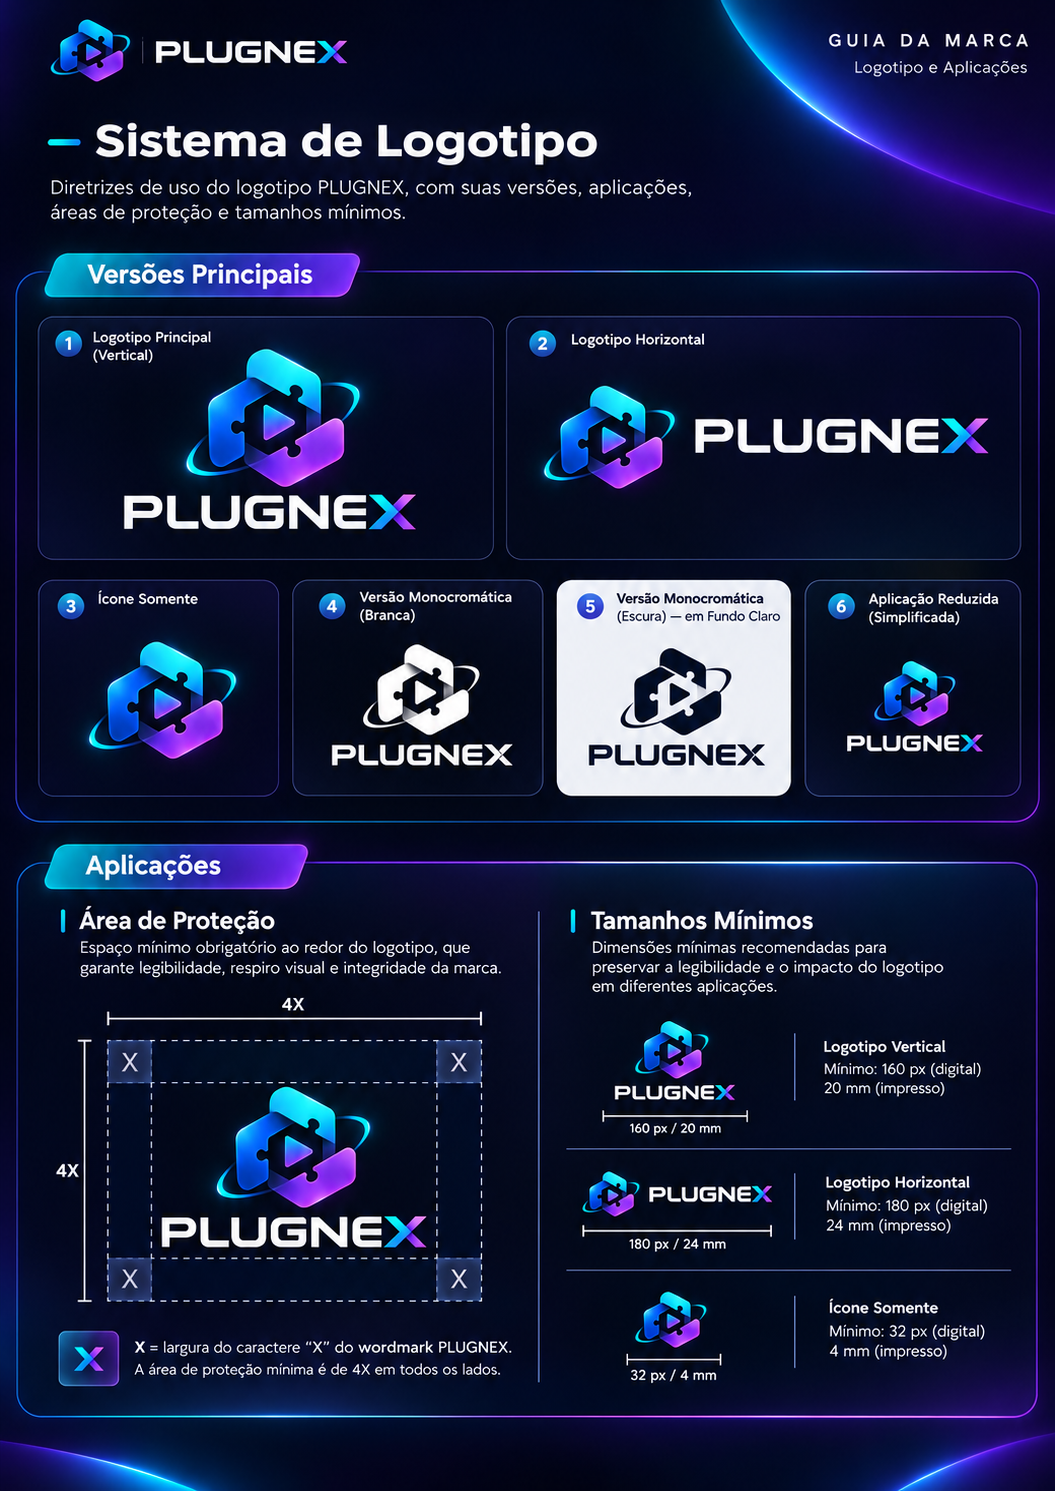 PLUGNEX
GUIA DA MARCA
Logotipo e Aplicações
Sistema de Logotipo
Diretrizes de uso do logotipo PLUGNEX, com suas versões, aplicações,
áreas de proteção e tamanhos mínimos.
Versões Principais
1
Logotipo Principal
(Vertical)
PLUGNEX
2
Logotipo Horizontal
PLUGNEX
3
Ícone Somente
4
Versão Monocromática
(Branca)
PLUGNEX
5
Versão Monocromática
(Escura) — em Fundo Claro
PLUGNEX
6
Aplicação Reduzida
(Simplificada)
PLUGNEX
Aplicações
Área de Proteção
Espaço mínimo obrigatório ao redor do logotipo, que
garante legibilidade, respiro visual e integridade da marca.
4X
4X
X
X
PLUGNEX
X
X
X
X = largura do caractere “X” do wordmark PLUGNEX.
A área de proteção mínima é de 4X em todos os lados.
Tamanhos Mínimos
Dimensões mínimas recomendadas para
preservar a legibilidade e o impacto do logotipo
em diferentes aplicações.
PLUGNEX
160 px / 20 mm
Logotipo Vertical
Mínimo: 160 px (digital)
20 mm (impresso)
PLUGNEX
180 px / 24 mm
Logotipo Horizontal
Mínimo: 180 px (digital)
24 mm (impresso)
32 px / 4 mm
Ícone Somente
Mínimo: 32 px (digital)
4 mm (impresso)